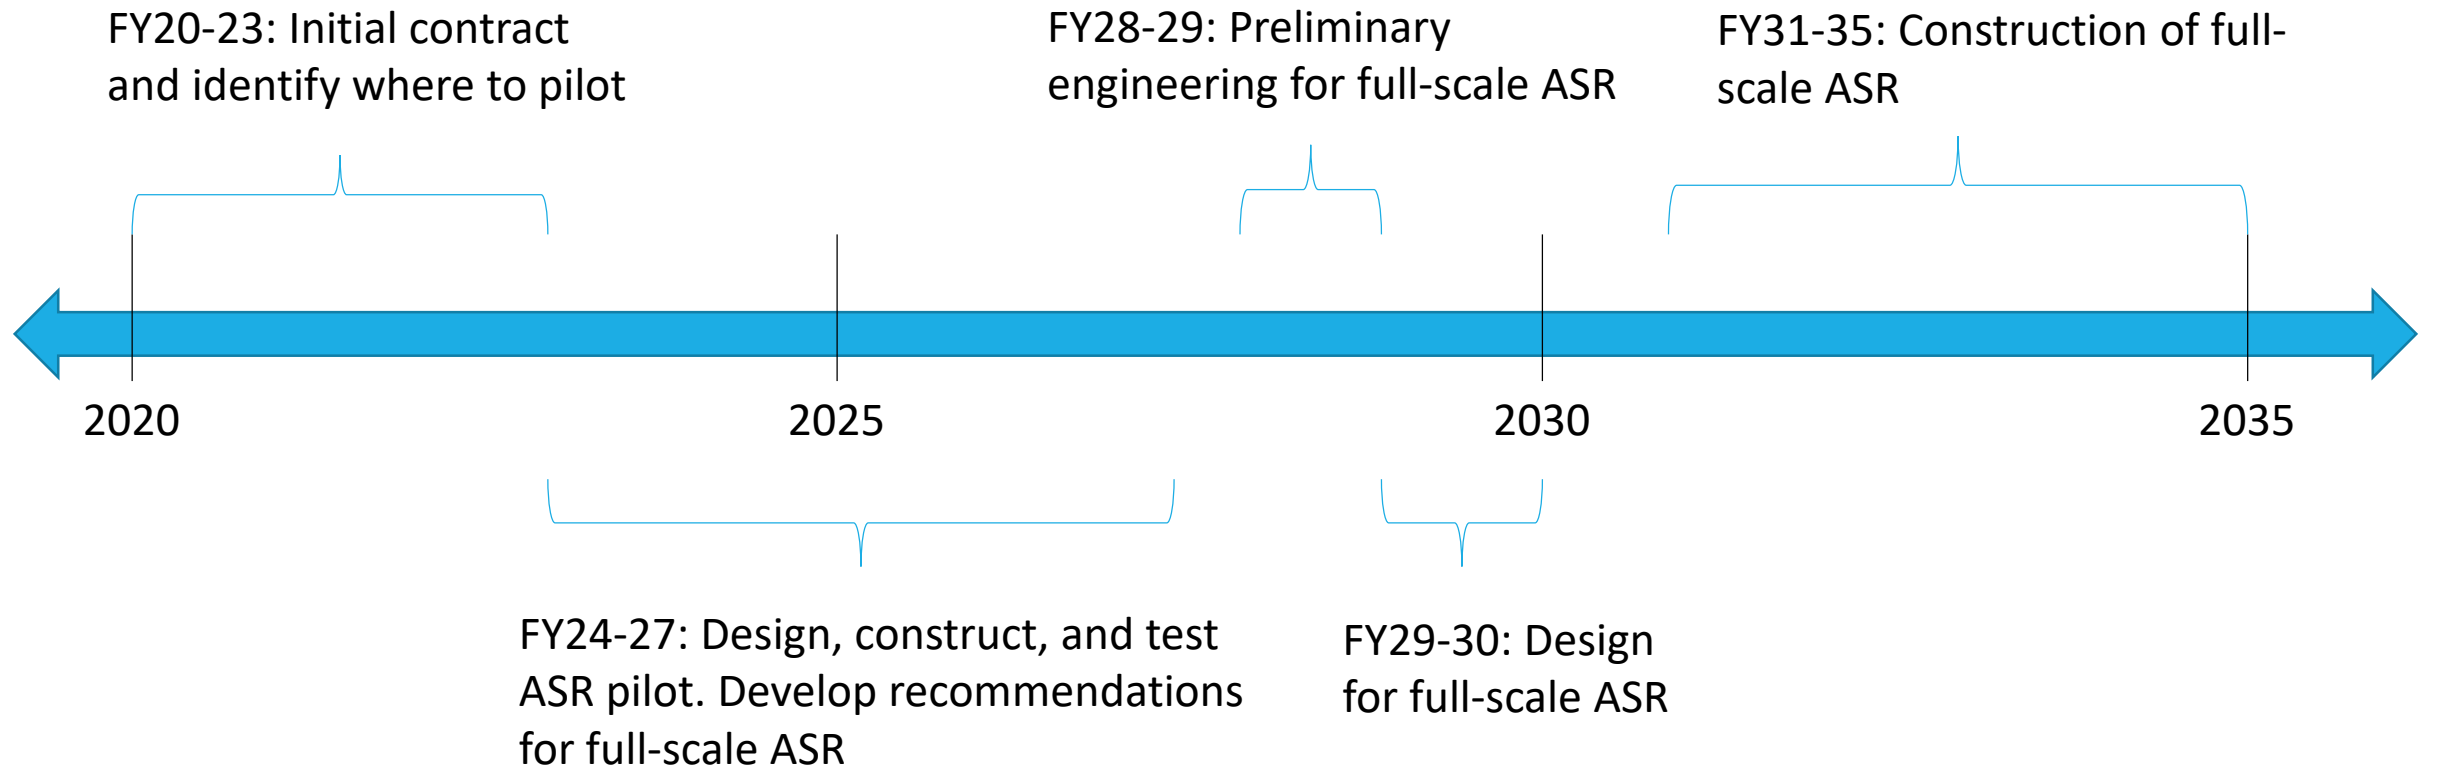 FY20-23: Initial contract
and identify where to pilot
FY28-29: Preliminary
engineering for full-scale ASR
FY31-35: Construction of full-
scale ASR
2020
2025
2030
2035
FY24-27: Design, construct, and test
ASR pilot. Develop recommendations
for full-scale ASR
FY29-30: Design
for full-scale ASR